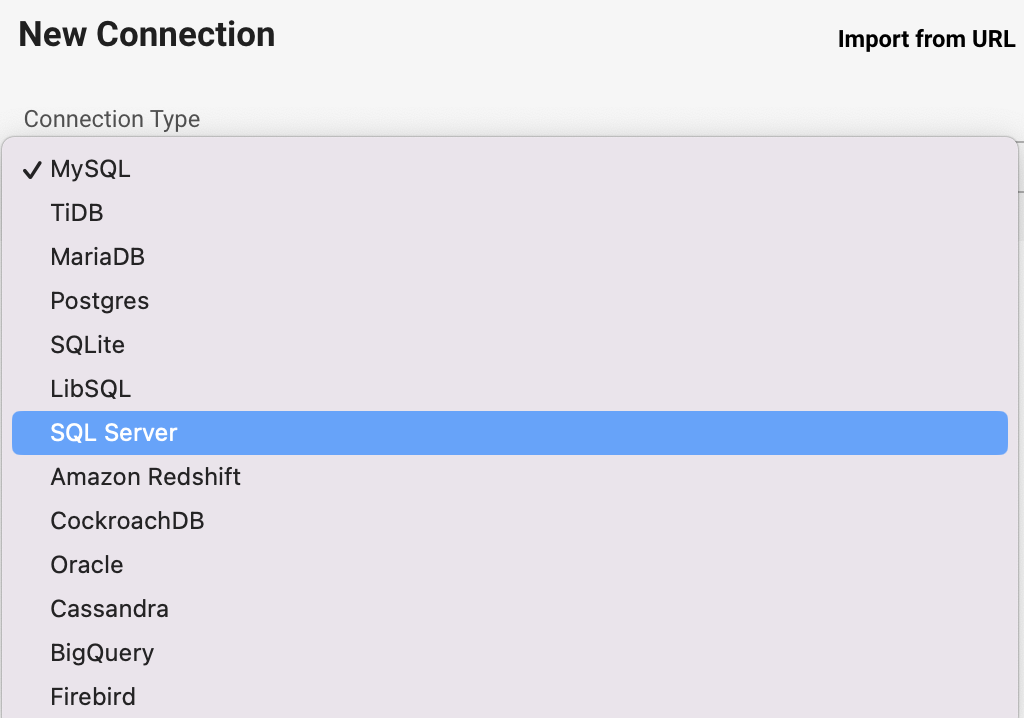 New Connection
Import from URL
Connection Type
✓ MySQL
TiDB
MariaDB
Postgres
SQLite
LibSQL
SQL Server
Amazon Redshift
CockroachDB
Oracle
Cassandra
BigQuery
Firebird